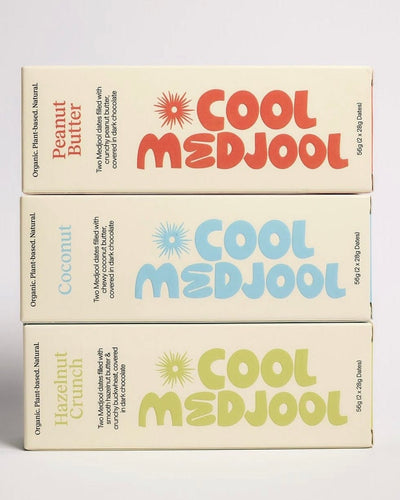 Organic. Plant-based. Natural.
Peanut
Butter
Two Medjool dates filled with
crunchy peanut butter,
covered in dark chocolate
COOL
MEDJOOL
56g (2 x 28g Dates)
Organic. Plant-based. Natural.
Coconut
Two Medjool dates filled with
chewy coconut butter,
covered in dark chocolate
COOL
MEDJOOL
56g (2 x 28g Dates)
Organic. Plant-based. Natural.
Hazelnut
Crunch
Two Medjool dates filled with
smooth hazelnut butter &
crunchy buckwheat, covered
in dark chocolate
COOL
MEDJOOL
56g (2 x 28g Dates)